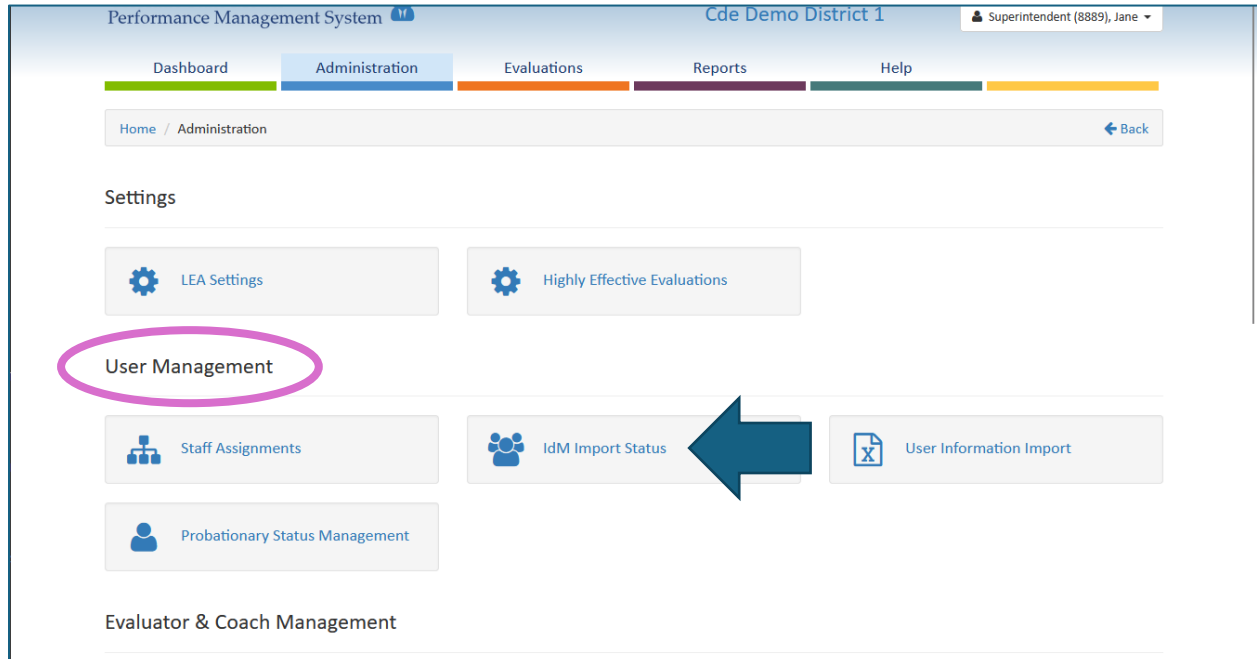 Performance Management System
Cde Demo District 1
Superintendent (8889), Jane
Dashboard Administration Evaluations Reports Help
Home / Administration
Back
Settings
LEA Settings
Highly Effective Evaluations
User Management
Staff Assignments
IdM Import Status
X
User Information Import
Probationary Status Management
Evaluator & Coach Management